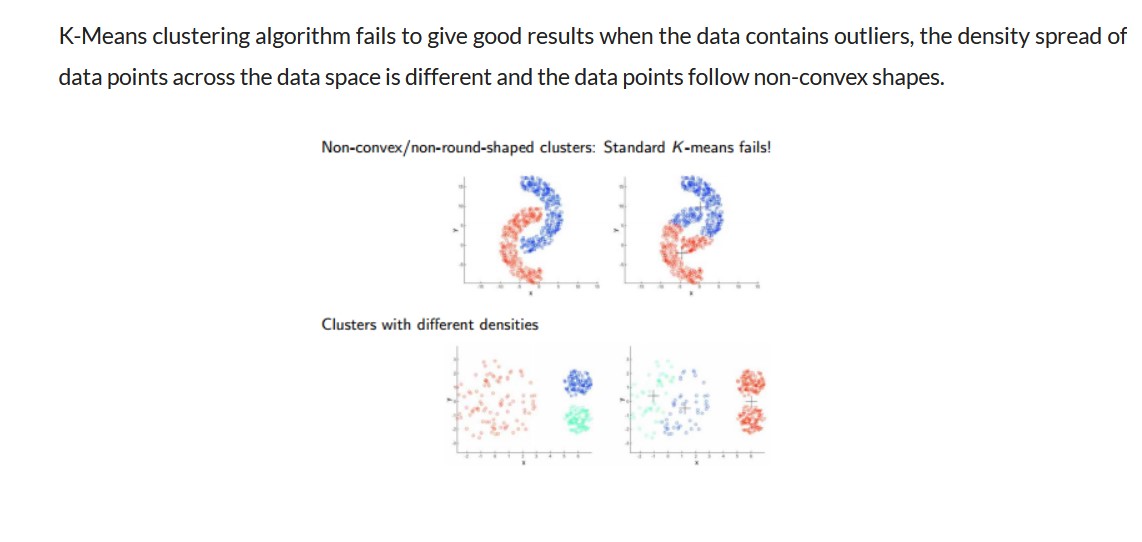 K-Means clustering algorithm fails to give good results when the data contains outliers, the density spread of
data points across the data space is different and the data points follow non-convex shapes.
Non-convex/non-round-shaped clusters: Standard K-means fails!
Clusters with different densities